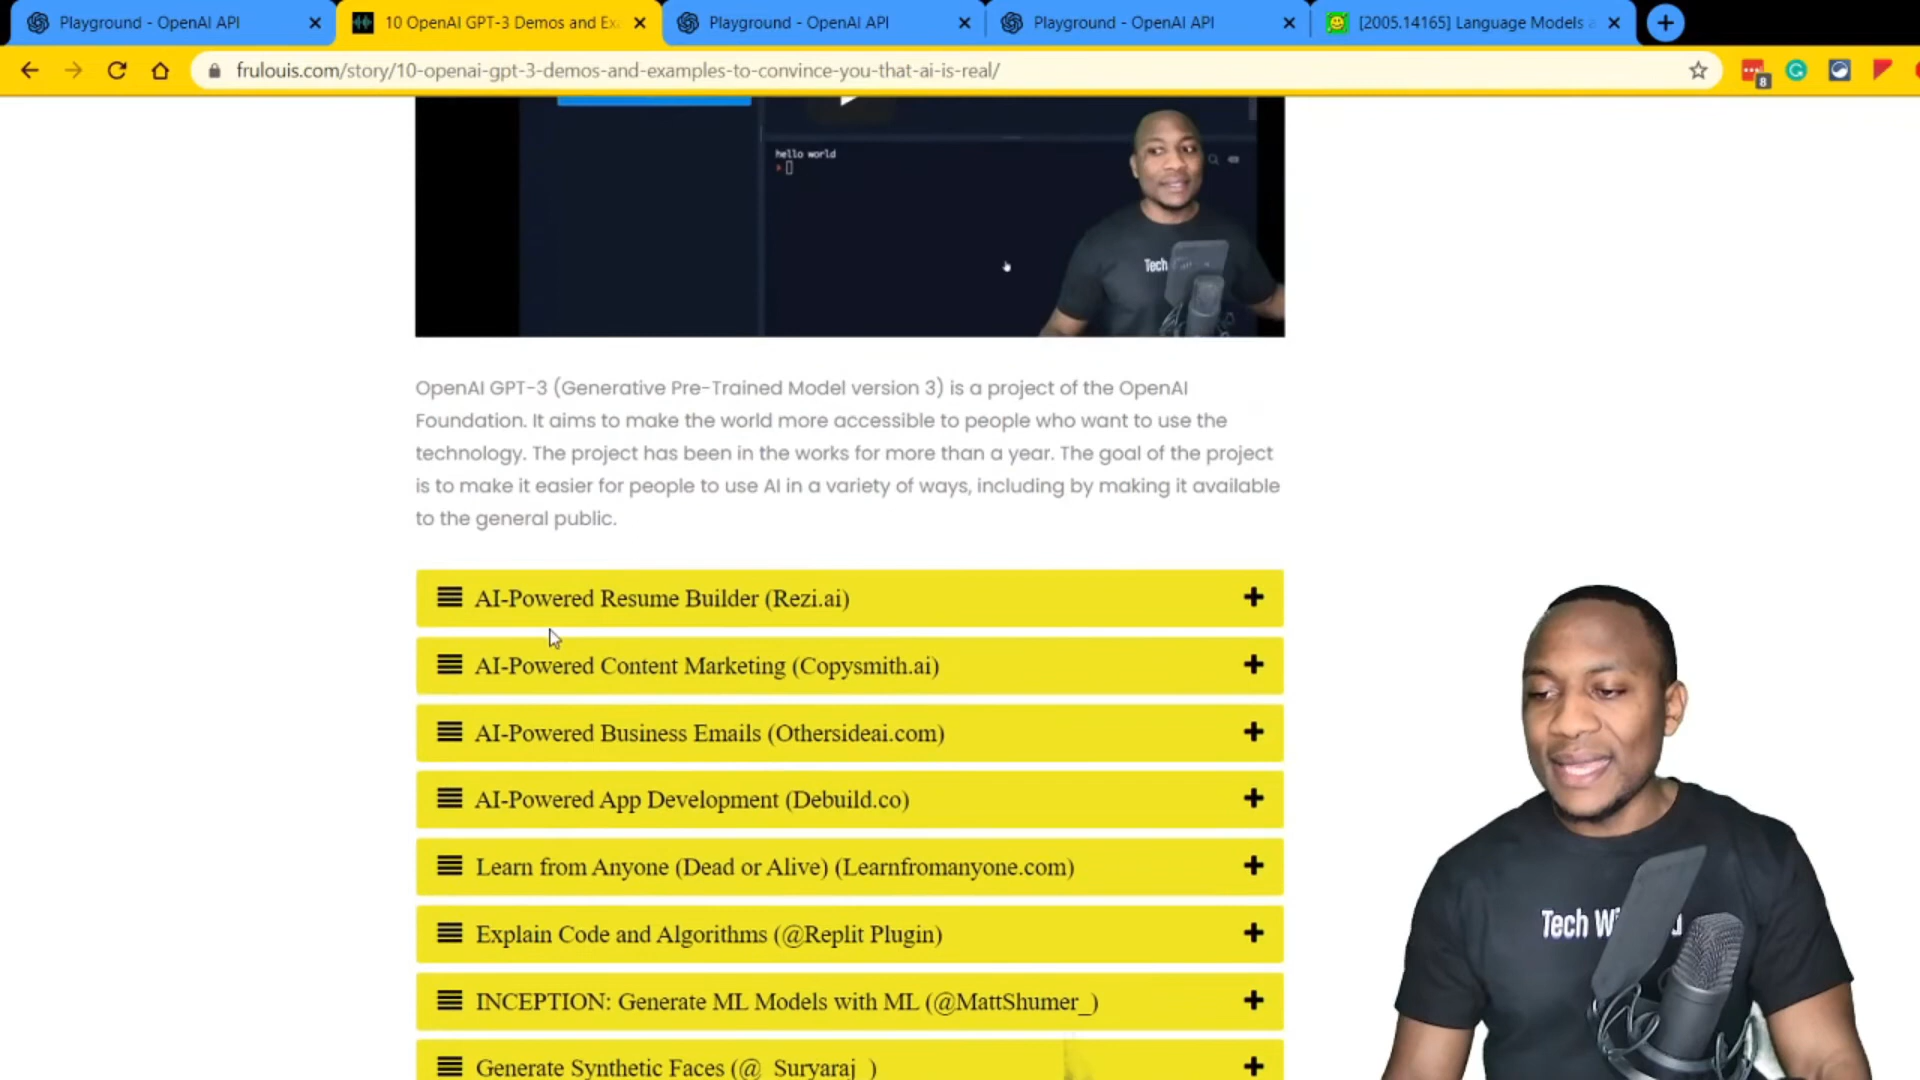 Playground - OpenAI API
10 OpenAI GPT-3 Demos and Ex
Playground - OpenAI API
Playground - OpenAI API
[2005.14165] Language Models a
frulouis.com/story/10-openai-gpt-3-demos-and-examples-to-convince-you-that-ai-is-real/
8
hello world
Tech
OpenAI GPT-3 (Generative Pre-Trained Model version 3) is a project of the OpenAI
Foundation. It aims to make the world more accessible to people who want to use the
technology. The project has been in the works for more than a year. The goal of the project
is to make it easier for people to use AI in a variety of ways, including by making it available
to the general public.
AI-Powered Resume Builder (Rezi.ai)
AI-Powered Content Marketing (Copysmith.ai)
AI-Powered Business Emails (Othersideai.com)
AI-Powered App Development (Debuild.co)
Learn from Anyone (Dead or Alive) (Learnfromanyone.com)
Explain Code and Algorithms (@Replit Plugin)
INCEPTION: Generate ML Models with ML (@MattShumer_)
Generate Synthetic Faces (@_Suryaraj_)
Tech Wi